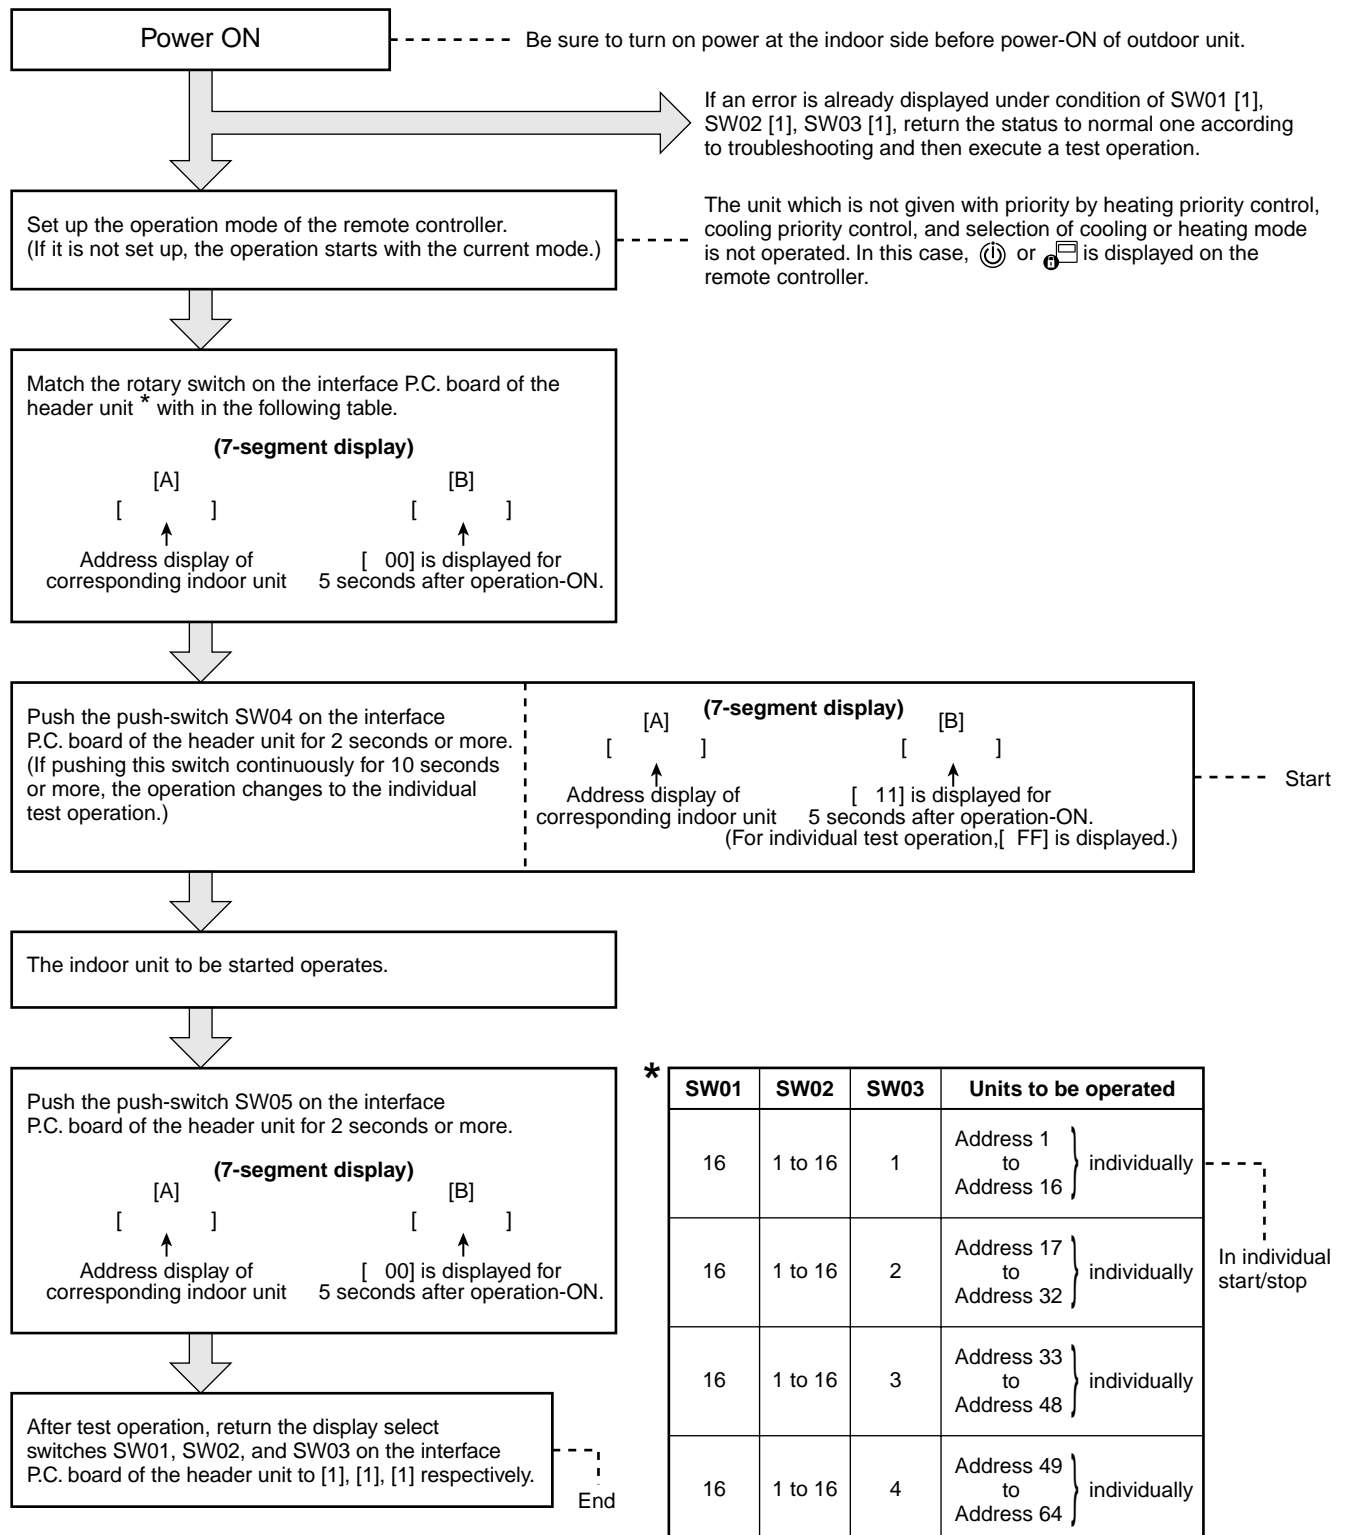 Power ON
Be sure to turn on power at the indoor side before power-ON of outdoor unit.
If an error is already displayed under condition of SW01 [1],
SW02 [1], SW03 [1], return the status to normal one according
to troubleshooting and then execute a test operation.
Set up the operation mode of the remote controller.
(If it is not set up, the operation starts with the current mode.)
The unit which is not given with priority by heating priority control,
cooling priority control, and selection of cooling or heating mode
is not operated. In this case, or is displayed on the
remote controller.
Match the rotary switch on the interface P.C. board of the
header unit * with in the following table.
(7-segment display)
[A] [B]
[ ] [ ]
Address display of
corresponding indoor unit
[ 00] is displayed for
5 seconds after operation-ON.
Push the push-switch SW04 on the interface
P.C. board of the header unit for 2 seconds or more.
(If pushing this switch continuously for 10 seconds
or more, the operation changes to the individual
test operation.)
(7-segment display)
[A] [B]
[ ] [ ]
Address display of
corresponding indoor unit
[ 11] is displayed for
5 seconds after operation-ON.
(For individual test operation,[ FF] is displayed.)
Start
The indoor unit to be started operates.
Push the push-switch SW05 on the interface
P.C. board of the header unit for 2 seconds or more.
(7-segment display)
[A] [B]
[ ] [ ]
Address display of
corresponding indoor unit
[ 00] is displayed for
5 seconds after operation-ON.
After test operation, return the display select
switches SW01, SW02, and SW03 on the interface
P.C. board of the header unit to [1], [1], [1] respectively.
End
*
SW01 SW02 SW03 Units to be operated
16 1 to 16 1 Address 1
to
Address 16
individually
16 1 to 16 2 Address 17
to
Address 32
individually
16 1 to 16 3 Address 33
to
Address 48
individually
16 1 to 16 4 Address 49
to
Address 64
individually
In individual
start/stop